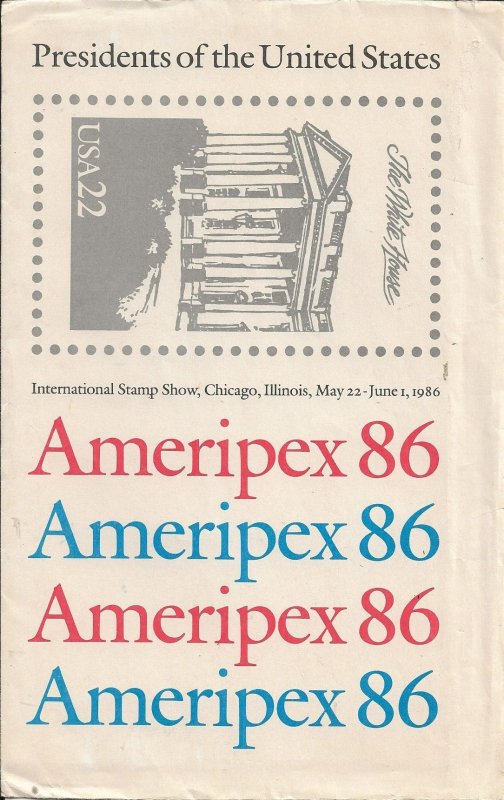 Presidents of the United States
USA 22
The White House
International Stamp Show, Chicago, Illinois, May 22 - June 1, 1986
Ameripex 86
Ameripex 86
Ameripex 86
Ameripex 86